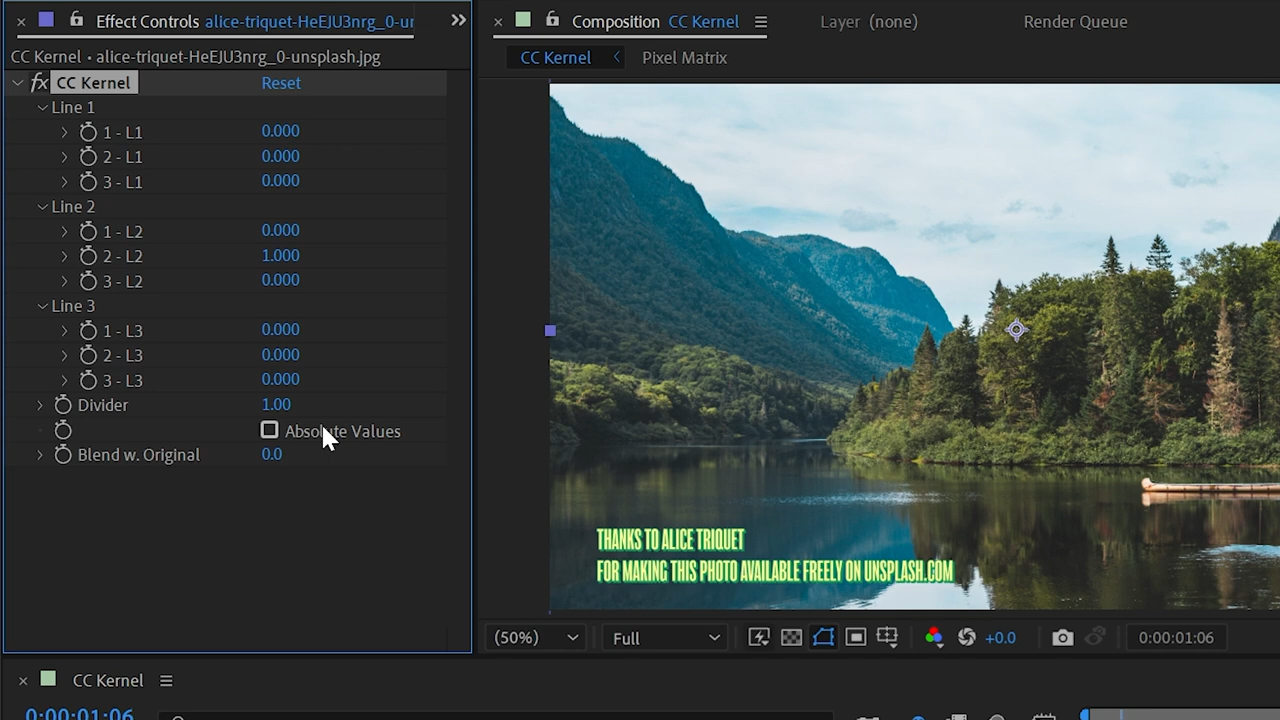 Effect Controls alice-triquet-HeEJU3nrg_0-ur
CC Kernel • alice-triquet-HeEJU3nrg_0-unsplash.jpg
fx CC Kernel Reset
Line 1
1 - L1 0.000
2 - L1 0.000
3 - L1 0.000
Line 2
1 - L2 0.000
2 - L2 1.000
3 - L2 0.000
Line 3
1 - L3 0.000
2 - L3 0.000
3 - L3 0.000
Divider 1.00
Absolute Values
Blend w. Original 0.0
Composition CC Kernel
Layer (none)
Render Queue
CC Kernel Pixel Matrix
THANKS TO ALICE TRIQUET
FOR MAKING THIS PHOTO AVAILABLE FREELY ON UNSPLASH.COM
(50%) Full +0.0 0:00:01:06
CC Kernel
0:00:01:06